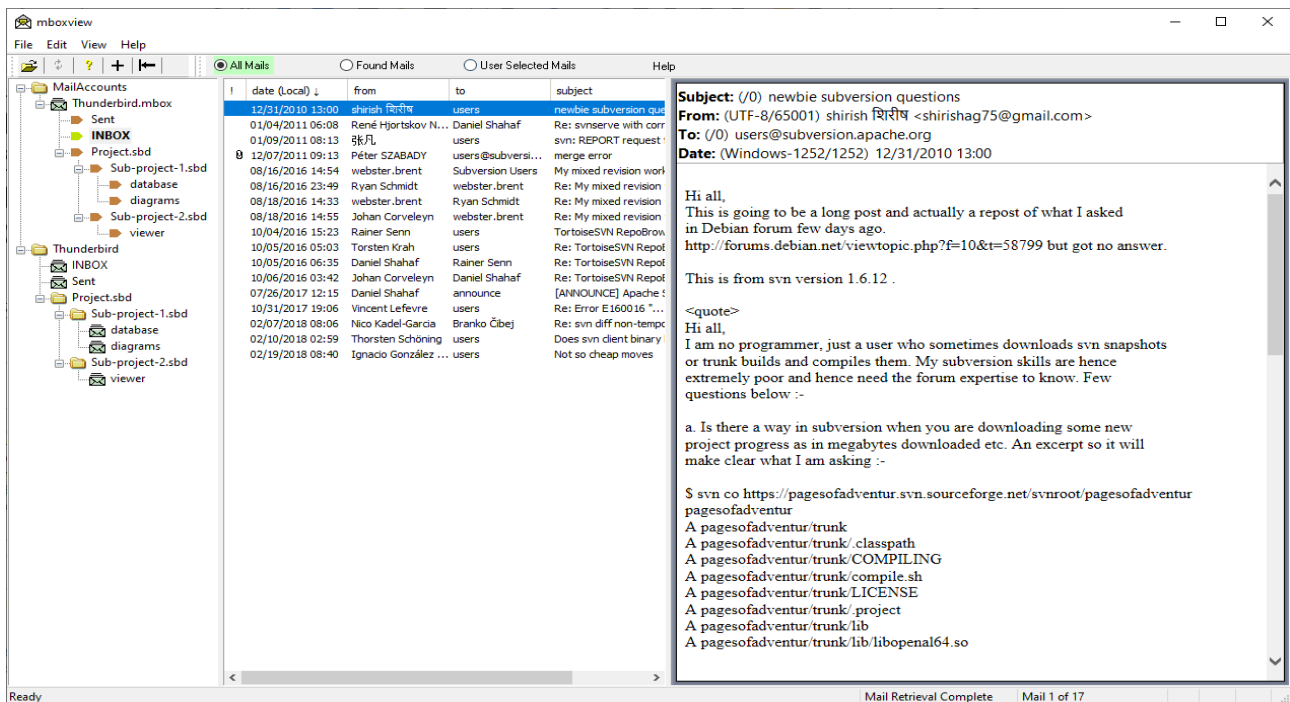 mboxview
File Edit View Help
All Mails Found Mails User Selected Mails Help
MailAccounts
Thunderbird.mbox
Sent
INBOX
Project.sbd
Sub-project-1.sbd
database
diagrams
Sub-project-2.sbd
viewer
Thunderbird
INBOX
Sent
Project.sbd
Sub-project-1.sbd
database
diagrams
Sub-project-2.sbd
viewer
! date (Local) ↓ from to subject
12/31/2010 13:00 shirish शिरीष users newbie subversion que
01/04/2011 06:08 René Hjortskov N... Daniel Shahaf Re: svnserve with corr
01/09/2011 08:13 张凡 users svn: REPORT request
12/07/2011 09:13 Péter SZABADY users@subversi... merge error
08/16/2016 14:54 webster.brent Subversion Users My mixed revision work
08/16/2016 23:49 Ryan Schmidt webster.brent Re: My mixed revision
08/18/2016 14:33 webster.brent Ryan Schmidt Re: My mixed revision
08/18/2016 14:55 Johan Corveleyn webster.brent Re: My mixed revision
10/04/2016 15:23 Rainer Senn users TortoiseSVN RepoBrow
10/05/2016 05:03 Torsten Krah users Re: TortoiseSVN RepoB
10/05/2016 06:35 Daniel Shahaf Rainer Senn Re: TortoiseSVN RepoB
10/06/2016 03:42 Johan Corveleyn Daniel Shahaf Re: TortoiseSVN RepoB
07/26/2017 12:15 Daniel Shahaf announce [ANNOUNCE] Apache S
10/31/2017 19:06 Vincent Lefevre users Re: Error E160016 "...
02/07/2018 08:06 Nico Kadel-Garcia Branko Čibej Re: svn diff non-tempo
02/10/2018 02:59 Thorsten Schöning users Does svn client binary
02/19/2018 08:40 Ignacio González ... users Not so cheap moves
Subject: (/0) newbie subversion questions
From: (UTF-8/65001) shirish शिरीष <shirishag75@gmail.com>
To: (/0) users@subversion.apache.org
Date: (Windows-1252/1252) 12/31/2010 13:00
Hi all,
This is going to be a long post and actually a repost of what I asked
in Debian forum few days ago.
http://forums.debian.net/viewtopic.php?f=10&t=58799 but got no answer.
This is from svn version 1.6.12 .
<quote>
Hi all,
I am no programmer, just a user who sometimes downloads svn snapshots
or trunk builds and compiles them. My subversion skills are hence
extremely poor and hence need the forum expertise to know. Few
questions below :-
a. Is there a way in subversion when you are downloading some new
project progress as in megabytes downloaded etc. An excerpt so it will
make clear what I am asking :-
$ svn co https://pagesofadventur.svn.sourceforge.net/svnroot/pagesofadventur
pagesofadventur
A pagesofadventur/trunk
A pagesofadventur/trunk/.classpath
A pagesofadventur/trunk/COMPILING
A pagesofadventur/trunk/compile.sh
A pagesofadventur/trunk/LICENSE
A pagesofadventur/trunk/.project
A pagesofadventur/trunk/lib
A pagesofadventur/trunk/lib/libopenal64.so
Ready Mail Retrieval Complete Mail 1 of 17